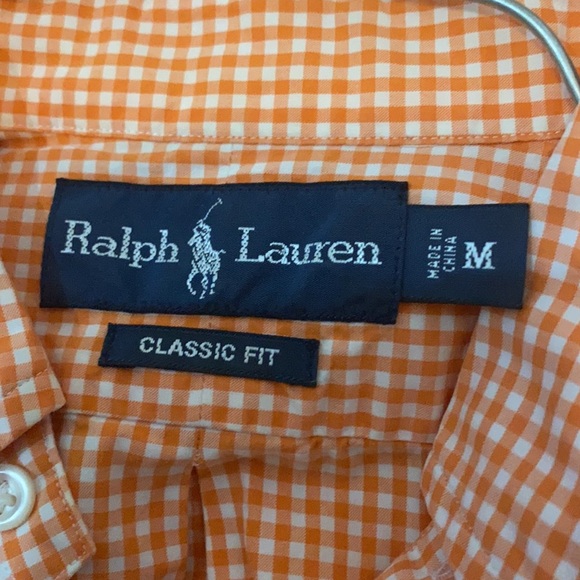 Ralph Lauren
MADE IN
CHINA
M
CLASSIC FIT